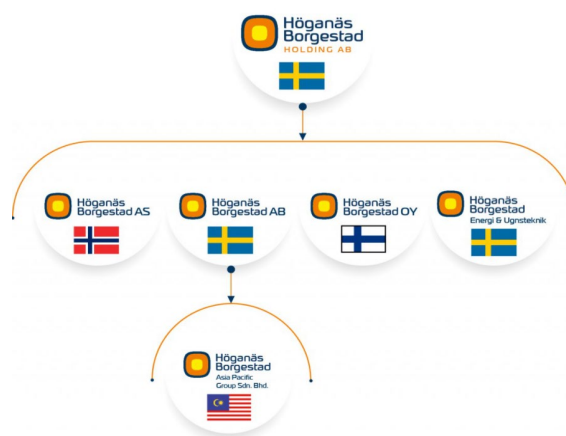 Höganäs
Borgestad
HOLDING AB
Höganäs
Borgestad AS
Höganäs
Borgestad AB
Höganäs
Borgestad OY
Höganäs
Borgestad
Energi & Ugnsteknik
Höganäs
Borgestad
Asia Pacific
Group Sdn. Bhd.